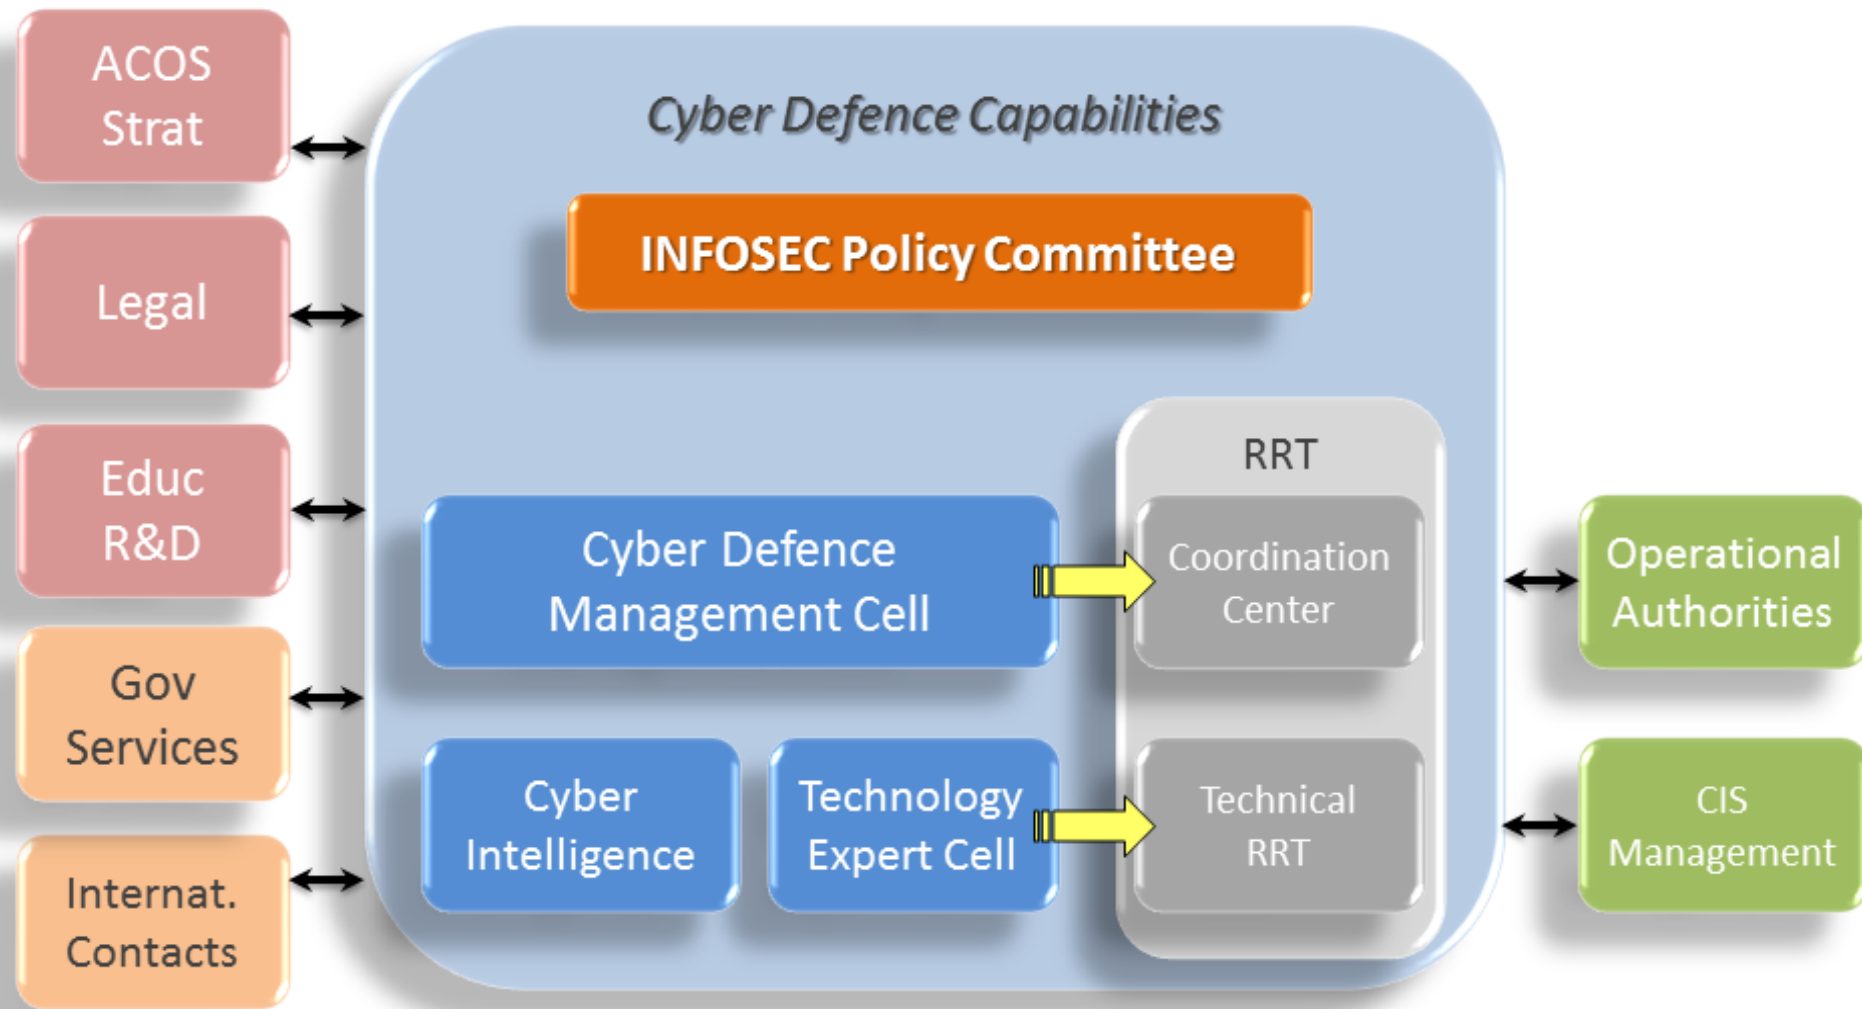 ACOS
Strat
Legal
Educ
R&D
Gov
Services
Internat.
Contacts
Cyber Defence Capabilities
INFOSEC Policy Committee
Cyber Defence
Management Cell
Cyber
Intelligence
Technology
Expert Cell
RRT
Coordination
Center
Technical
RRT
Operational
Authorities
CIS
Management